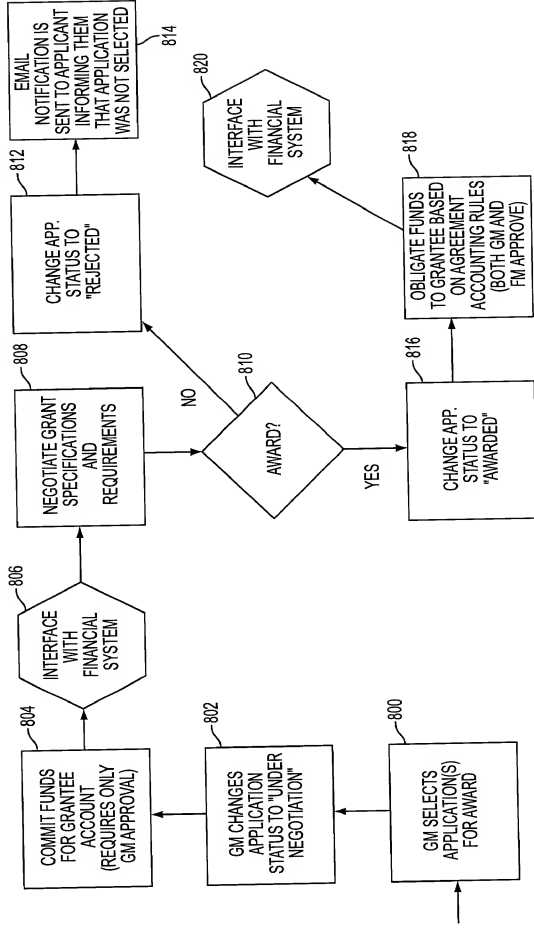 800
GM SELECTS
APPLICATION(S)
FOR AWARD
802
GM CHANGES
APPLICATION
STATUS TO "UNDER
NEGOTIATION"
804
COMMIT FUNDS
FOR GRANTEE
ACCOUNT
(REQUIRES ONLY
GM APPROVAL)
806
INTERFACE
WITH
FINANCIAL
SYSTEM
808
NEGOTIATE GRANT
SPECIFICATIONS
AND
REQUIREMENTS
810
AWARD?
NO
812
CHANGE APP.
STATUS TO
"REJECTED"
814
EMAIL
NOTIFICATION IS
SENT TO APPLICANT
INFORMING THEM
THAT APPLICATION
WAS NOT SELECTED
YES
816
CHANGE APP.
STATUS TO
"AWARDED"
818
OBLIGATE FUNDS
TO GRANTEE BASED
ON AGREEMENT
ACCOUNTING RULES
(BOTH GM AND
FM APPROVE)
820
INTERFACE
WITH
FINANCIAL
SYSTEM